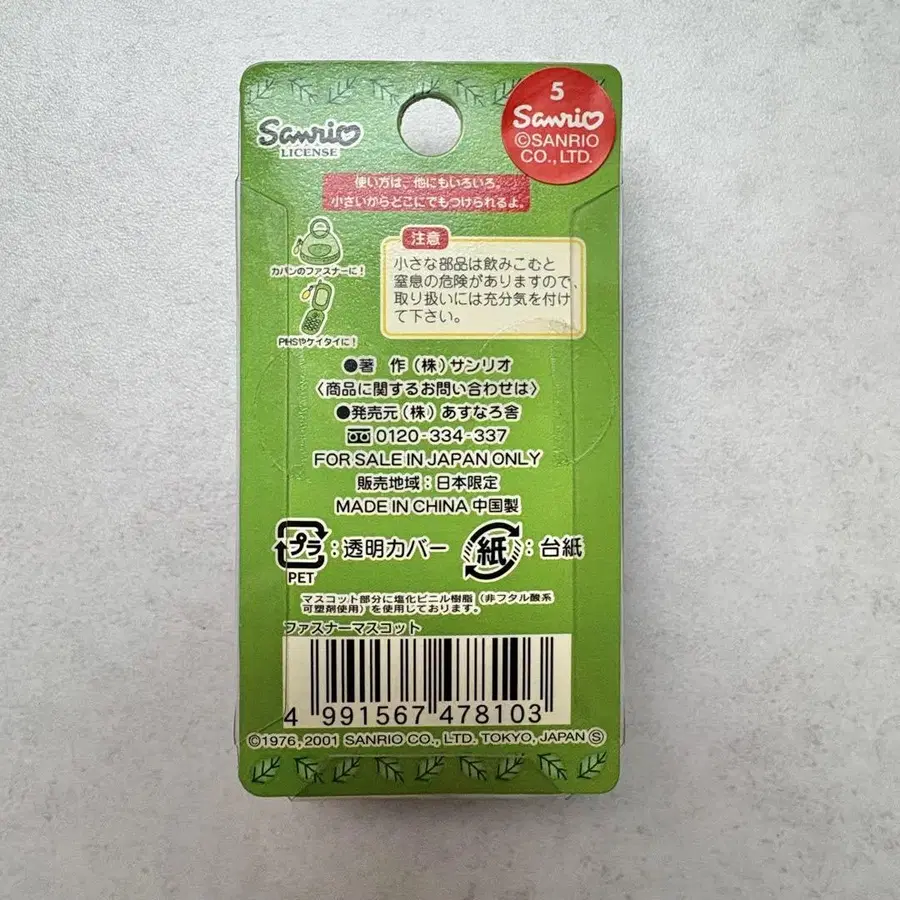 Sanrio
LICENSE
5
Sanrio
©SANRIO
CO., LTD.
使い方は、他にもいろいろ。
小さいからどこにでもつけられるよ。
カバンのファスナーに!
PHSやケイタイに!
注意
小さな部品は飲みこむと
窒息の危険がありますので、
取り扱いには充分気を付け
て下さい。
●著 作(株)サンリオ
〈商品に関するお問い合わせは〉
●発売元(株)あすなろ舎
0120-334-337
FOR SALE IN JAPAN ONLY
販売地域:日本限定
MADE IN CHINA 中国製
プラ:透明カバー
PET
紙:台紙
マスコット部分に塩化ビニル樹脂(非フタル酸系
可塑剤使用)を使用しております。
ファスナーマスコット
4 991567 478103
©1976, 2001 SANRIO CO., LTD. TOKYO, JAPAN Ⓢ